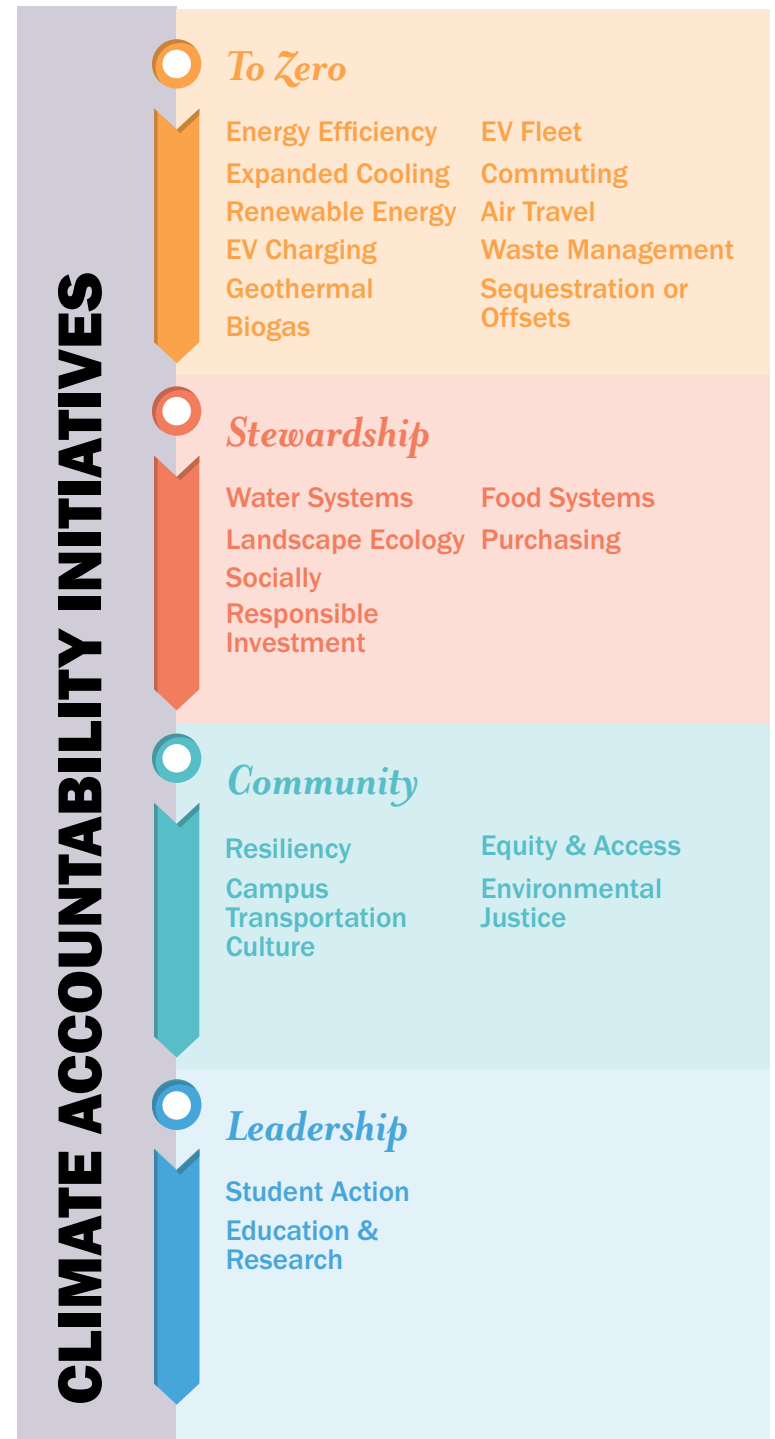 CLIMATE ACCOUNTABILITY INITIATIVES
To Zero
Energy Efficiency
Expanded Cooling
Renewable Energy
EV Charging
Geothermal
Biogas
EV Fleet
Commuting
Air Travel
Waste Management
Sequestration or
Offsets
Stewardship
Water Systems
Landscape Ecology
Socially
Responsible
Investment
Food Systems
Purchasing
Community
Resiliency
Campus
Transportation
Culture
Equity & Access
Environmental
Justice
Leadership
Student Action
Education &
Research